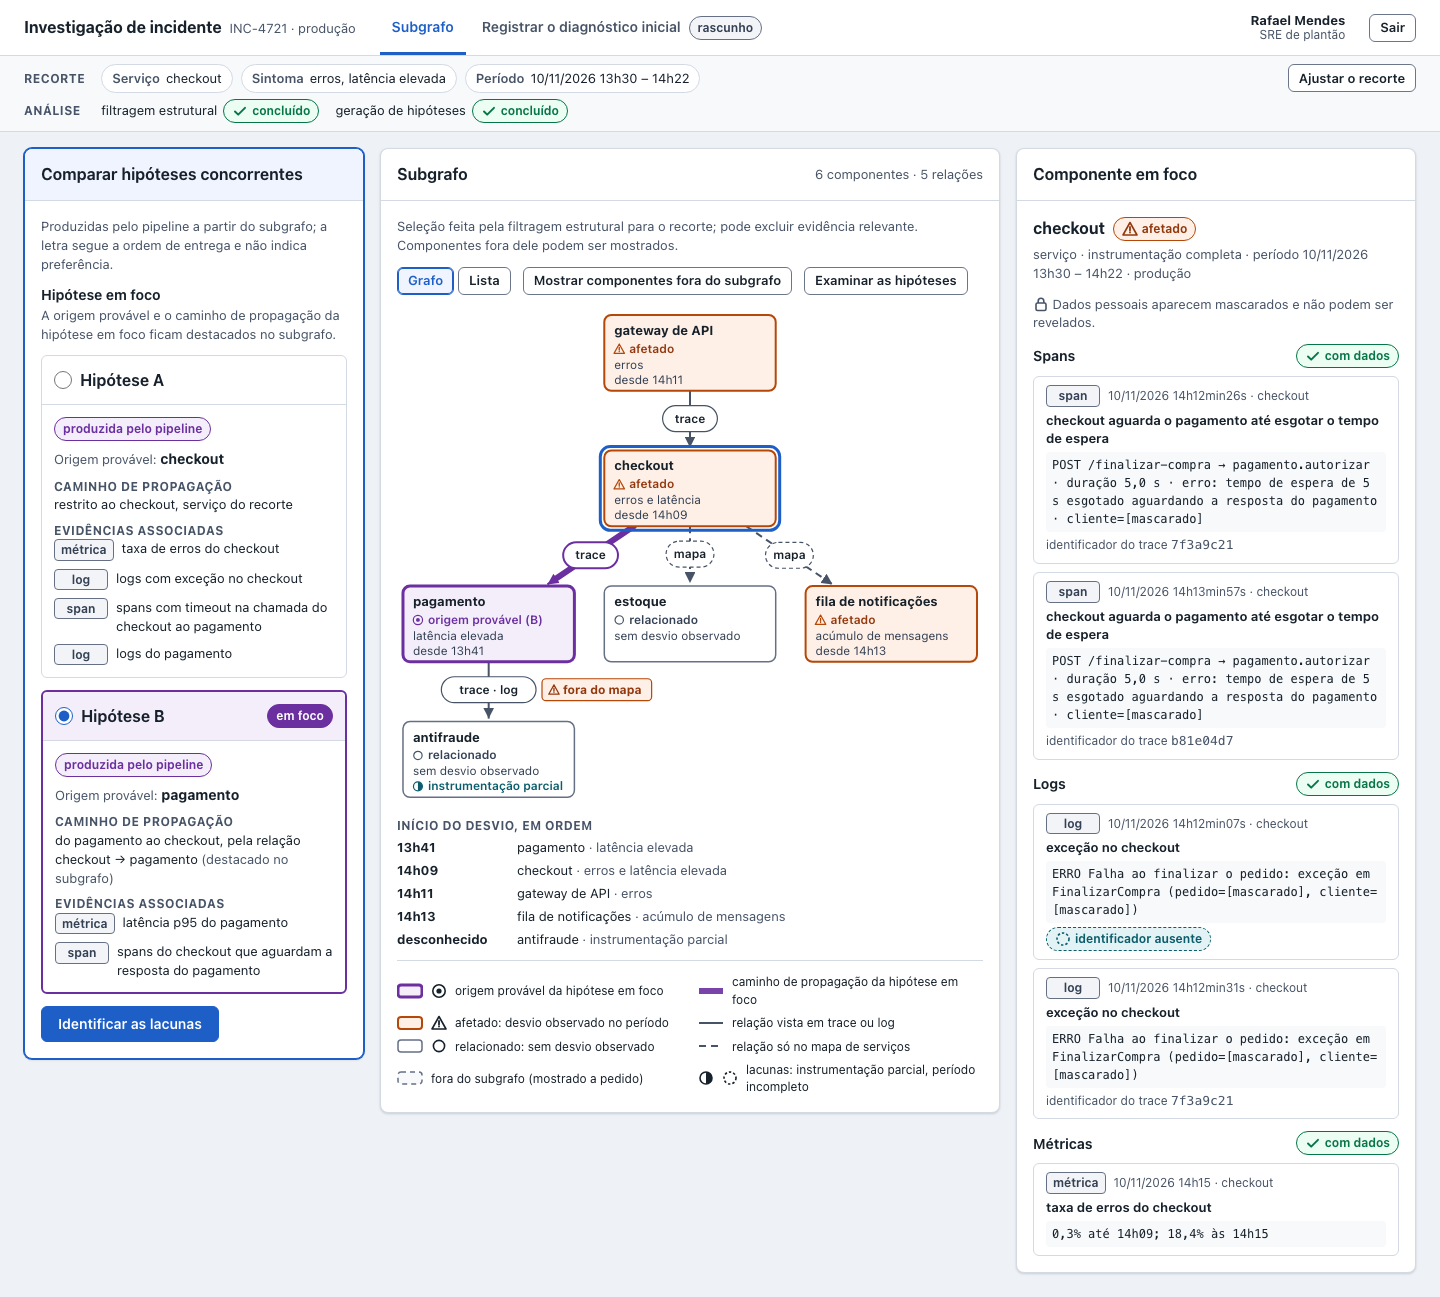 Investigação de incidente INC-4721 · produção
Subgrafo
Registrar o diagnóstico inicial rascunho
Rafael Mendes
SRE de plantão
Sair
RECORTE Serviço checkout Sintoma erros, latência elevada Período 10/11/2026 13h30 – 14h22 Ajustar o recorte
ANÁLISE filtragem estrutural concluído geração de hipóteses concluído
Comparar hipóteses concorrentes
Produzidas pelo pipeline a partir do subgrafo; a
letra segue a ordem de entrega e não indica
preferência.
Hipótese em foco
A origem provável e o caminho de propagação da
hipótese em foco ficam destacados no subgrafo.
Hipótese A
produzida pelo pipeline
Origem provável: checkout
CAMINHO DE PROPAGAÇÃO
restrito ao checkout, serviço do recorte
EVIDÊNCIAS ASSOCIADAS
métrica taxa de erros do checkout
log logs com exceção no checkout
span spans com timeout na chamada do
checkout ao pagamento
log logs do pagamento
Hipótese B em foco
produzida pelo pipeline
Origem provável: pagamento
CAMINHO DE PROPAGAÇÃO
do pagamento ao checkout, pela relação
checkout → pagamento (destacado no
subgrafo)
EVIDÊNCIAS ASSOCIADAS
métrica latência p95 do pagamento
span spans do checkout que aguardam a
resposta do pagamento
Identificar as lacunas
Subgrafo 6 componentes · 5 relações
Seleção feita pela filtragem estrutural para o recorte; pode excluir evidência relevante.
Componentes fora dele podem ser mostrados.
Grafo Lista Mostrar componentes fora do subgrafo Examinar as hipóteses
gateway de API
afetado
erros
desde 14h11
trace
checkout
afetado
erros e latência
desde 14h09
trace mapa mapa
pagamento
origem provável (B)
latência elevada
desde 13h41
estoque
relacionado
sem desvio observado
fila de notificações
afetado
acúmulo de mensagens
desde 14h13
trace · log fora do mapa
antifraude
relacionado
sem desvio observado
instrumentação parcial
INÍCIO DO DESVIO, EM ORDEM
13h41 pagamento · latência elevada
14h09 checkout · erros e latência elevada
14h11 gateway de API · erros
14h13 fila de notificações · acúmulo de mensagens
desconhecido antifraude · instrumentação parcial
origem provável da hipótese em foco
caminho de propagação da hipótese em
foco
afetado: desvio observado no período
relação vista em trace ou log
relacionado: sem desvio observado
relação só no mapa de serviços
fora do subgrafo (mostrado a pedido)
lacunas: instrumentação parcial, período
incompleto
Componente em foco
checkout afetado
serviço · instrumentação completa · período 10/11/2026
13h30 – 14h22 · produção
Dados pessoais aparecem mascarados e não podem ser
revelados.
Spans com dados
span 10/11/2026 14h12min26s · checkout
checkout aguarda o pagamento até esgotar o tempo
de espera
POST /finalizar-compra → pagamento.autorizar
· duração 5,0 s · erro: tempo de espera de 5
s esgotado aguardando a resposta do pagamento
· cliente=[mascarado]
identificador do trace 7f3a9c21
span 10/11/2026 14h13min57s · checkout
checkout aguarda o pagamento até esgotar o tempo
de espera
POST /finalizar-compra → pagamento.autorizar
· duração 5,0 s · erro: tempo de espera de 5
s esgotado aguardando a resposta do pagamento
· cliente=[mascarado]
identificador do trace b81e04d7
Logs com dados
log 10/11/2026 14h12min07s · checkout
exceção no checkout
ERRO Falha ao finalizar o pedido: exceção em
FinalizarCompra (pedido=[mascarado], cliente=
[mascarado])
identificador ausente
log 10/11/2026 14h12min31s · checkout
exceção no checkout
ERRO Falha ao finalizar o pedido: exceção em
FinalizarCompra (pedido=[mascarado], cliente=
[mascarado])
identificador do trace 7f3a9c21
Métricas com dados
métrica 10/11/2026 14h15 · checkout
taxa de erros do checkout
0,3% até 14h09; 18,4% às 14h15